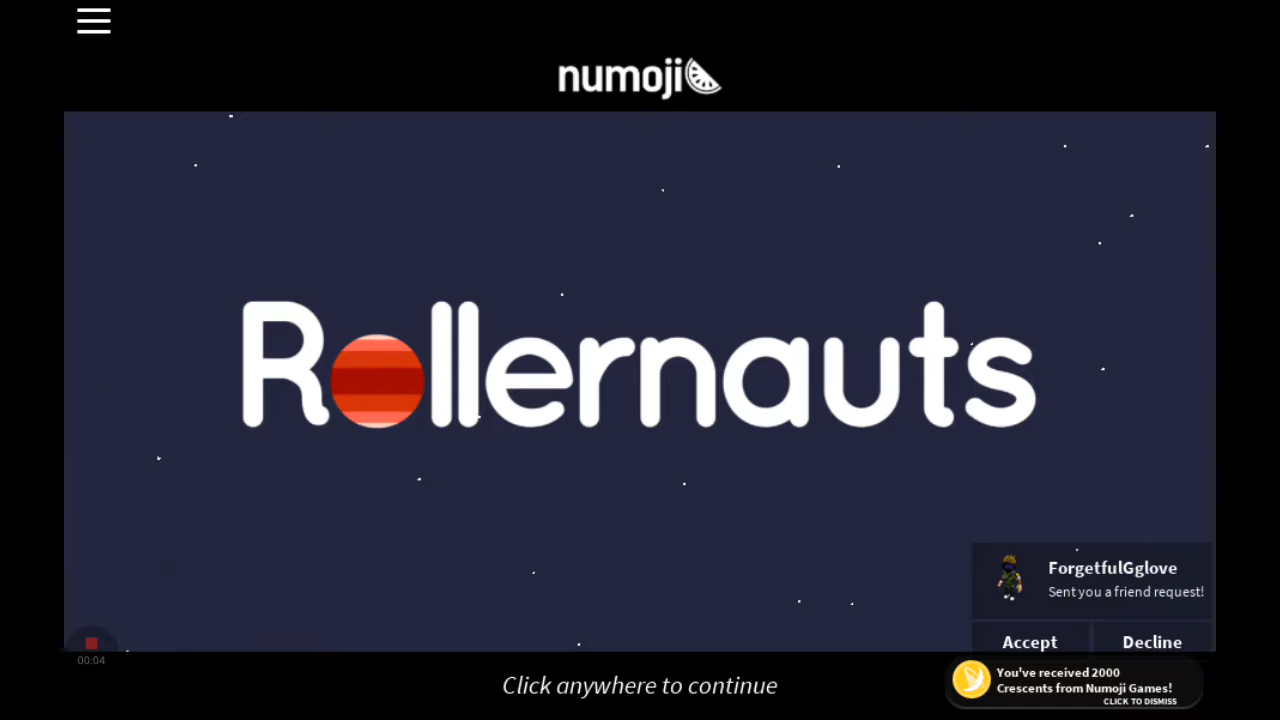 numoji
Rollernauts
ForgetfulGglove
Sent you a friend request!
Accept
Decline
00:04
Click anywhere to continue
You've received 2000
Crescents from Numoji Games!
CLICK TO DISMISS